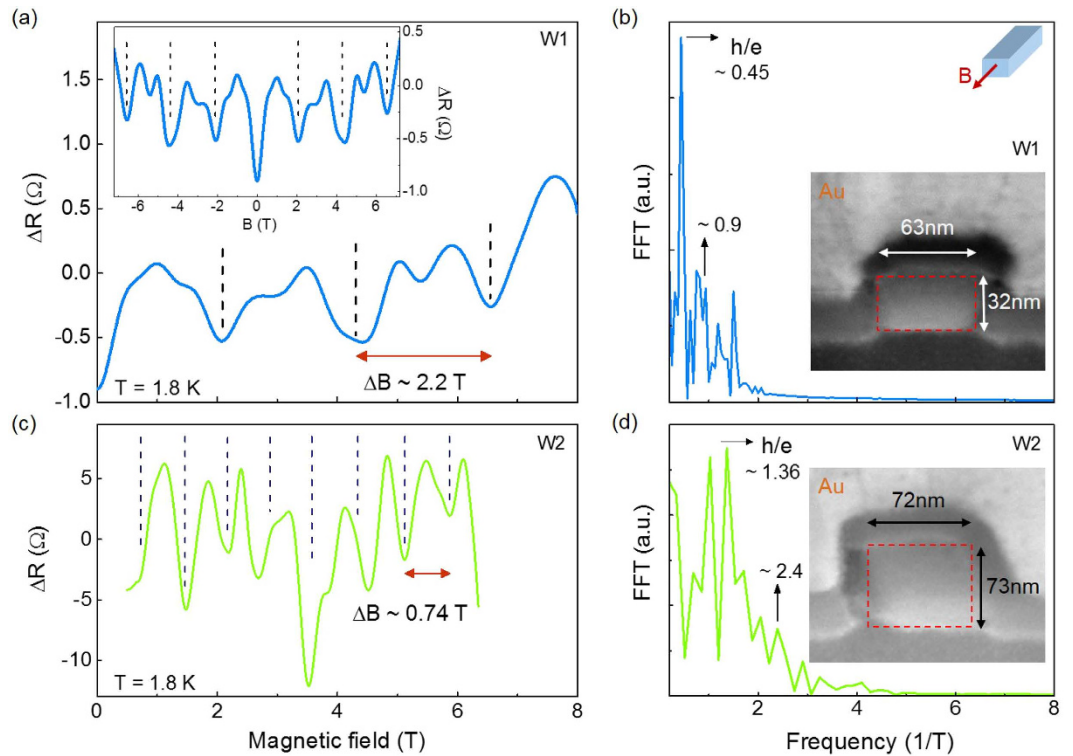 (a)
W1
ΔR (Ω)
1.5
1.0
0.5
0.0
-0.5
-1.0
0.5
0.0
-0.5
-1.0
ΔR (Ω)
-6 -4 -2 0 2 4 6
B (T)
ΔB ~ 2.2 T
T = 1.8 K
(b)
h/e
~ 0.45
B
W1
~ 0.9
FFT (a.u.)
Au
63nm
32nm
(c)
W2
ΔR (Ω)
5
0
-5
-10
ΔB ~ 0.74 T
T = 1.8 K
0 2 4 6 8
Magnetic field (T)
(d)
h/e
~ 1.36
W2
~ 2.4
FFT (a.u.)
Au
72nm
73nm
2 4 6 8
Frequency (1/T)